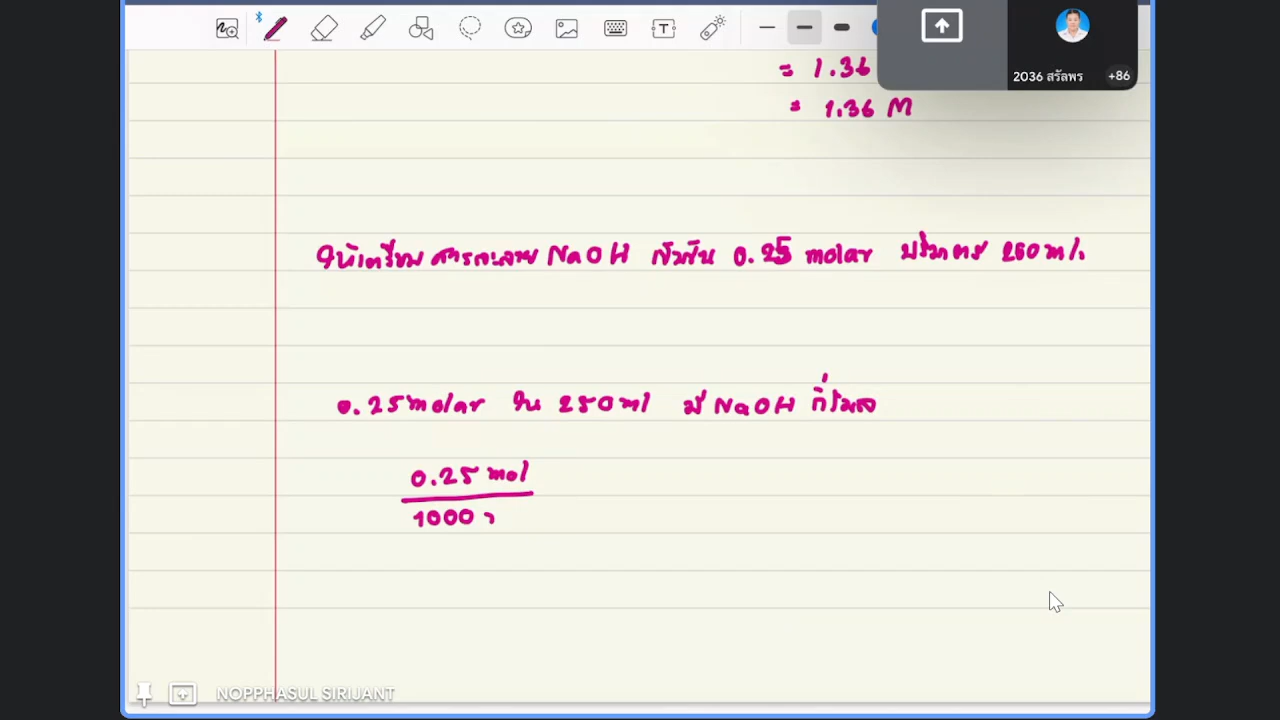 2036 สรัลพร +86
= 1.36
= 1.36 M
ให้เตรียมสารละลาย NaOH เข้มข้น 0.25 molar ปริมาตร 250 ml.
0.25 molar ใน 250 ml มี NaOH กี่โมล
0.25 mol
1000
NOPPHASUL SIRIJANT